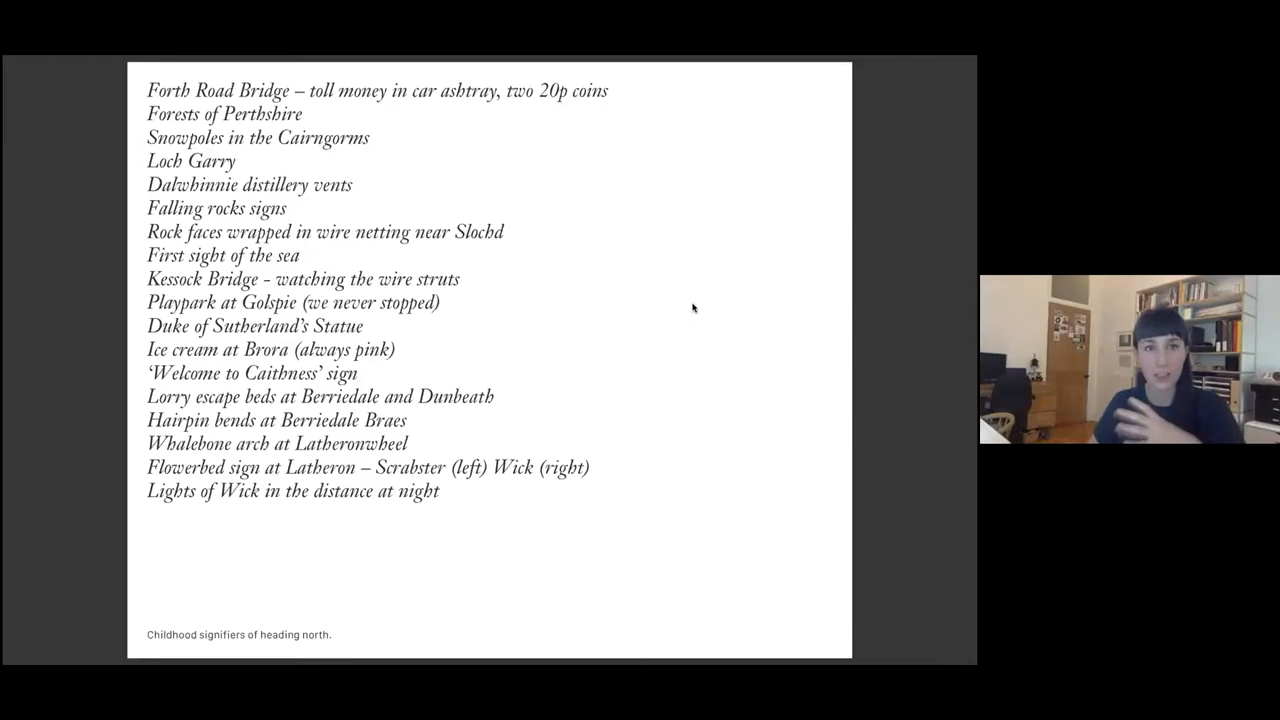 Forth Road Bridge – toll money in car ashtray, two 20p coins
Forests of Perthshire
Snowpoles in the Cairngorms
Loch Garry
Dalwhinnie distillery vents
Falling rocks signs
Rock faces wrapped in wire netting near Slochd
First sight of the sea
Kessock Bridge - watching the wire struts
Playpark at Golspie (we never stopped)
Duke of Sutherland’s Statue
Ice cream at Brora (always pink)
‘Welcome to Caithness’ sign
Lorry escape beds at Berriedale and Dunbeath
Hairpin bends at Berriedale Braes
Whalebone arch at Latheronwheel
Flowerbed sign at Latheron – Scrabster (left) Wick (right)
Lights of Wick in the distance at night
Childhood signifiers of heading north.